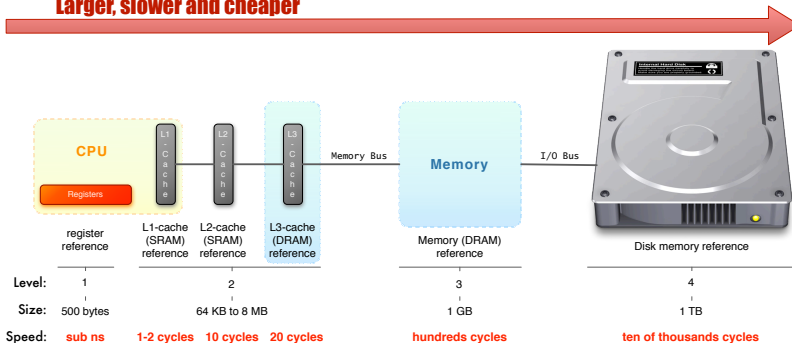 Larger, slower and cheaper
CPU
Registers
L1-Cache
L2-Cache
L3-Cache
Memory Bus
Memory
I/O Bus
Internal Hard Disk
register
reference
L1-cache
(SRAM)
reference
L2-cache
(SRAM)
reference
L3-cache
(DRAM)
reference
Memory (DRAM)
reference
Disk memory reference
Level: 1 2 3 4
Size: 500 bytes 64 KB to 8 MB 1 GB 1 TB
Speed: sub ns 1-2 cycles 10 cycles 20 cycles hundreds cycles ten of thousands cycles